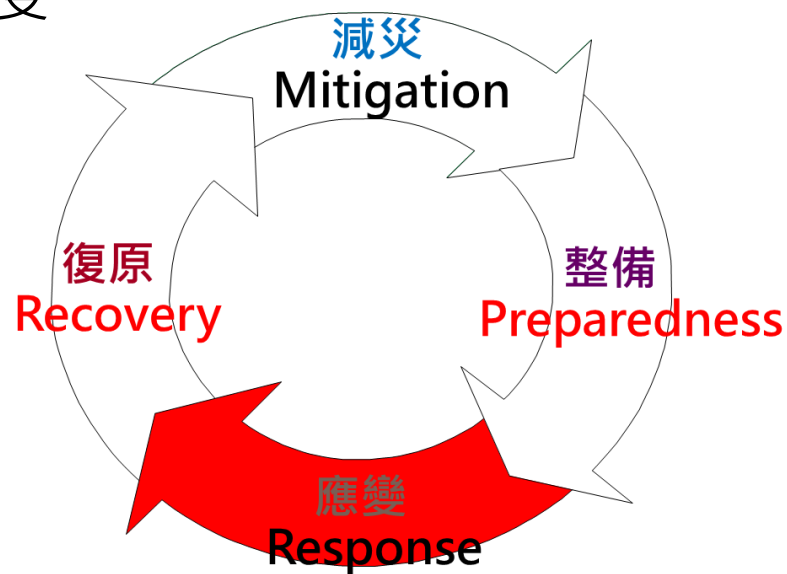 減災
Mitigation
整備
Preparedness
應變
Response
復原
Recovery